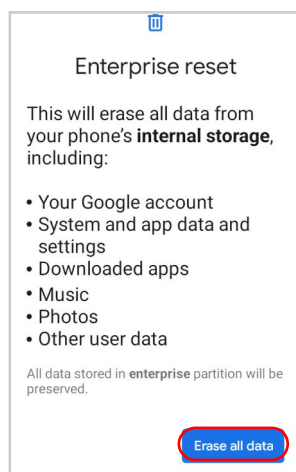 Enterprise reset
This will erase all data from
your phone's internal storage,
including:
• Your Google account
• System and app data and
settings
• Downloaded apps
• Music
• Photos
• Other user data
All data stored in enterprise partition will be
preserved.
Erase all data